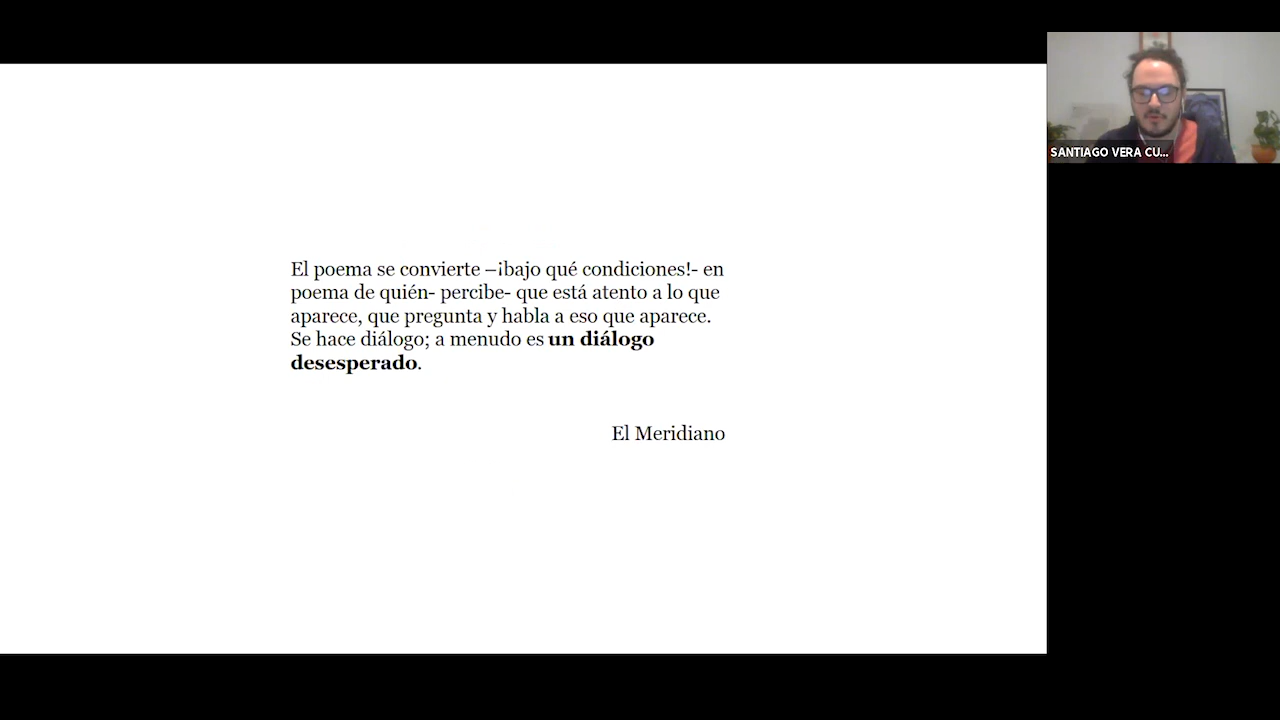 El poema se convierte –¡bajo qué condiciones!- en
poema de quién- percibe- que está atento a lo que
aparece, que pregunta y habla a eso que aparece.
Se hace diálogo; a menudo es un diálogo
desesperado.
El Meridiano
SANTIAGO VERA CU...